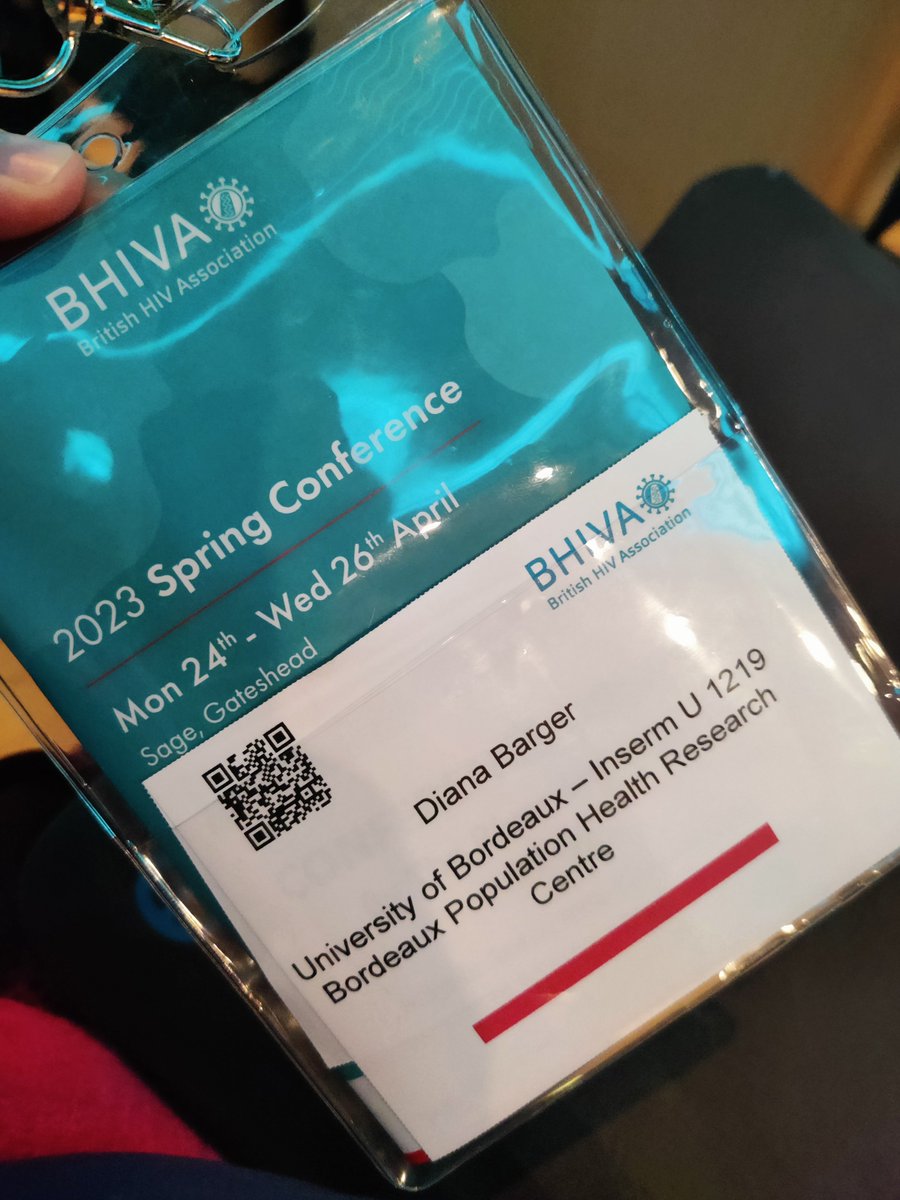 BHIVA
British HIV Association
2023 Spring Conference
Mon 24th - Wed 26th April
Sage, Gateshead
BHIVA
British HIV Association
Diana Barger
University of Bordeaux – Inserm U 1219
Bordeaux Population Health Research
Centre